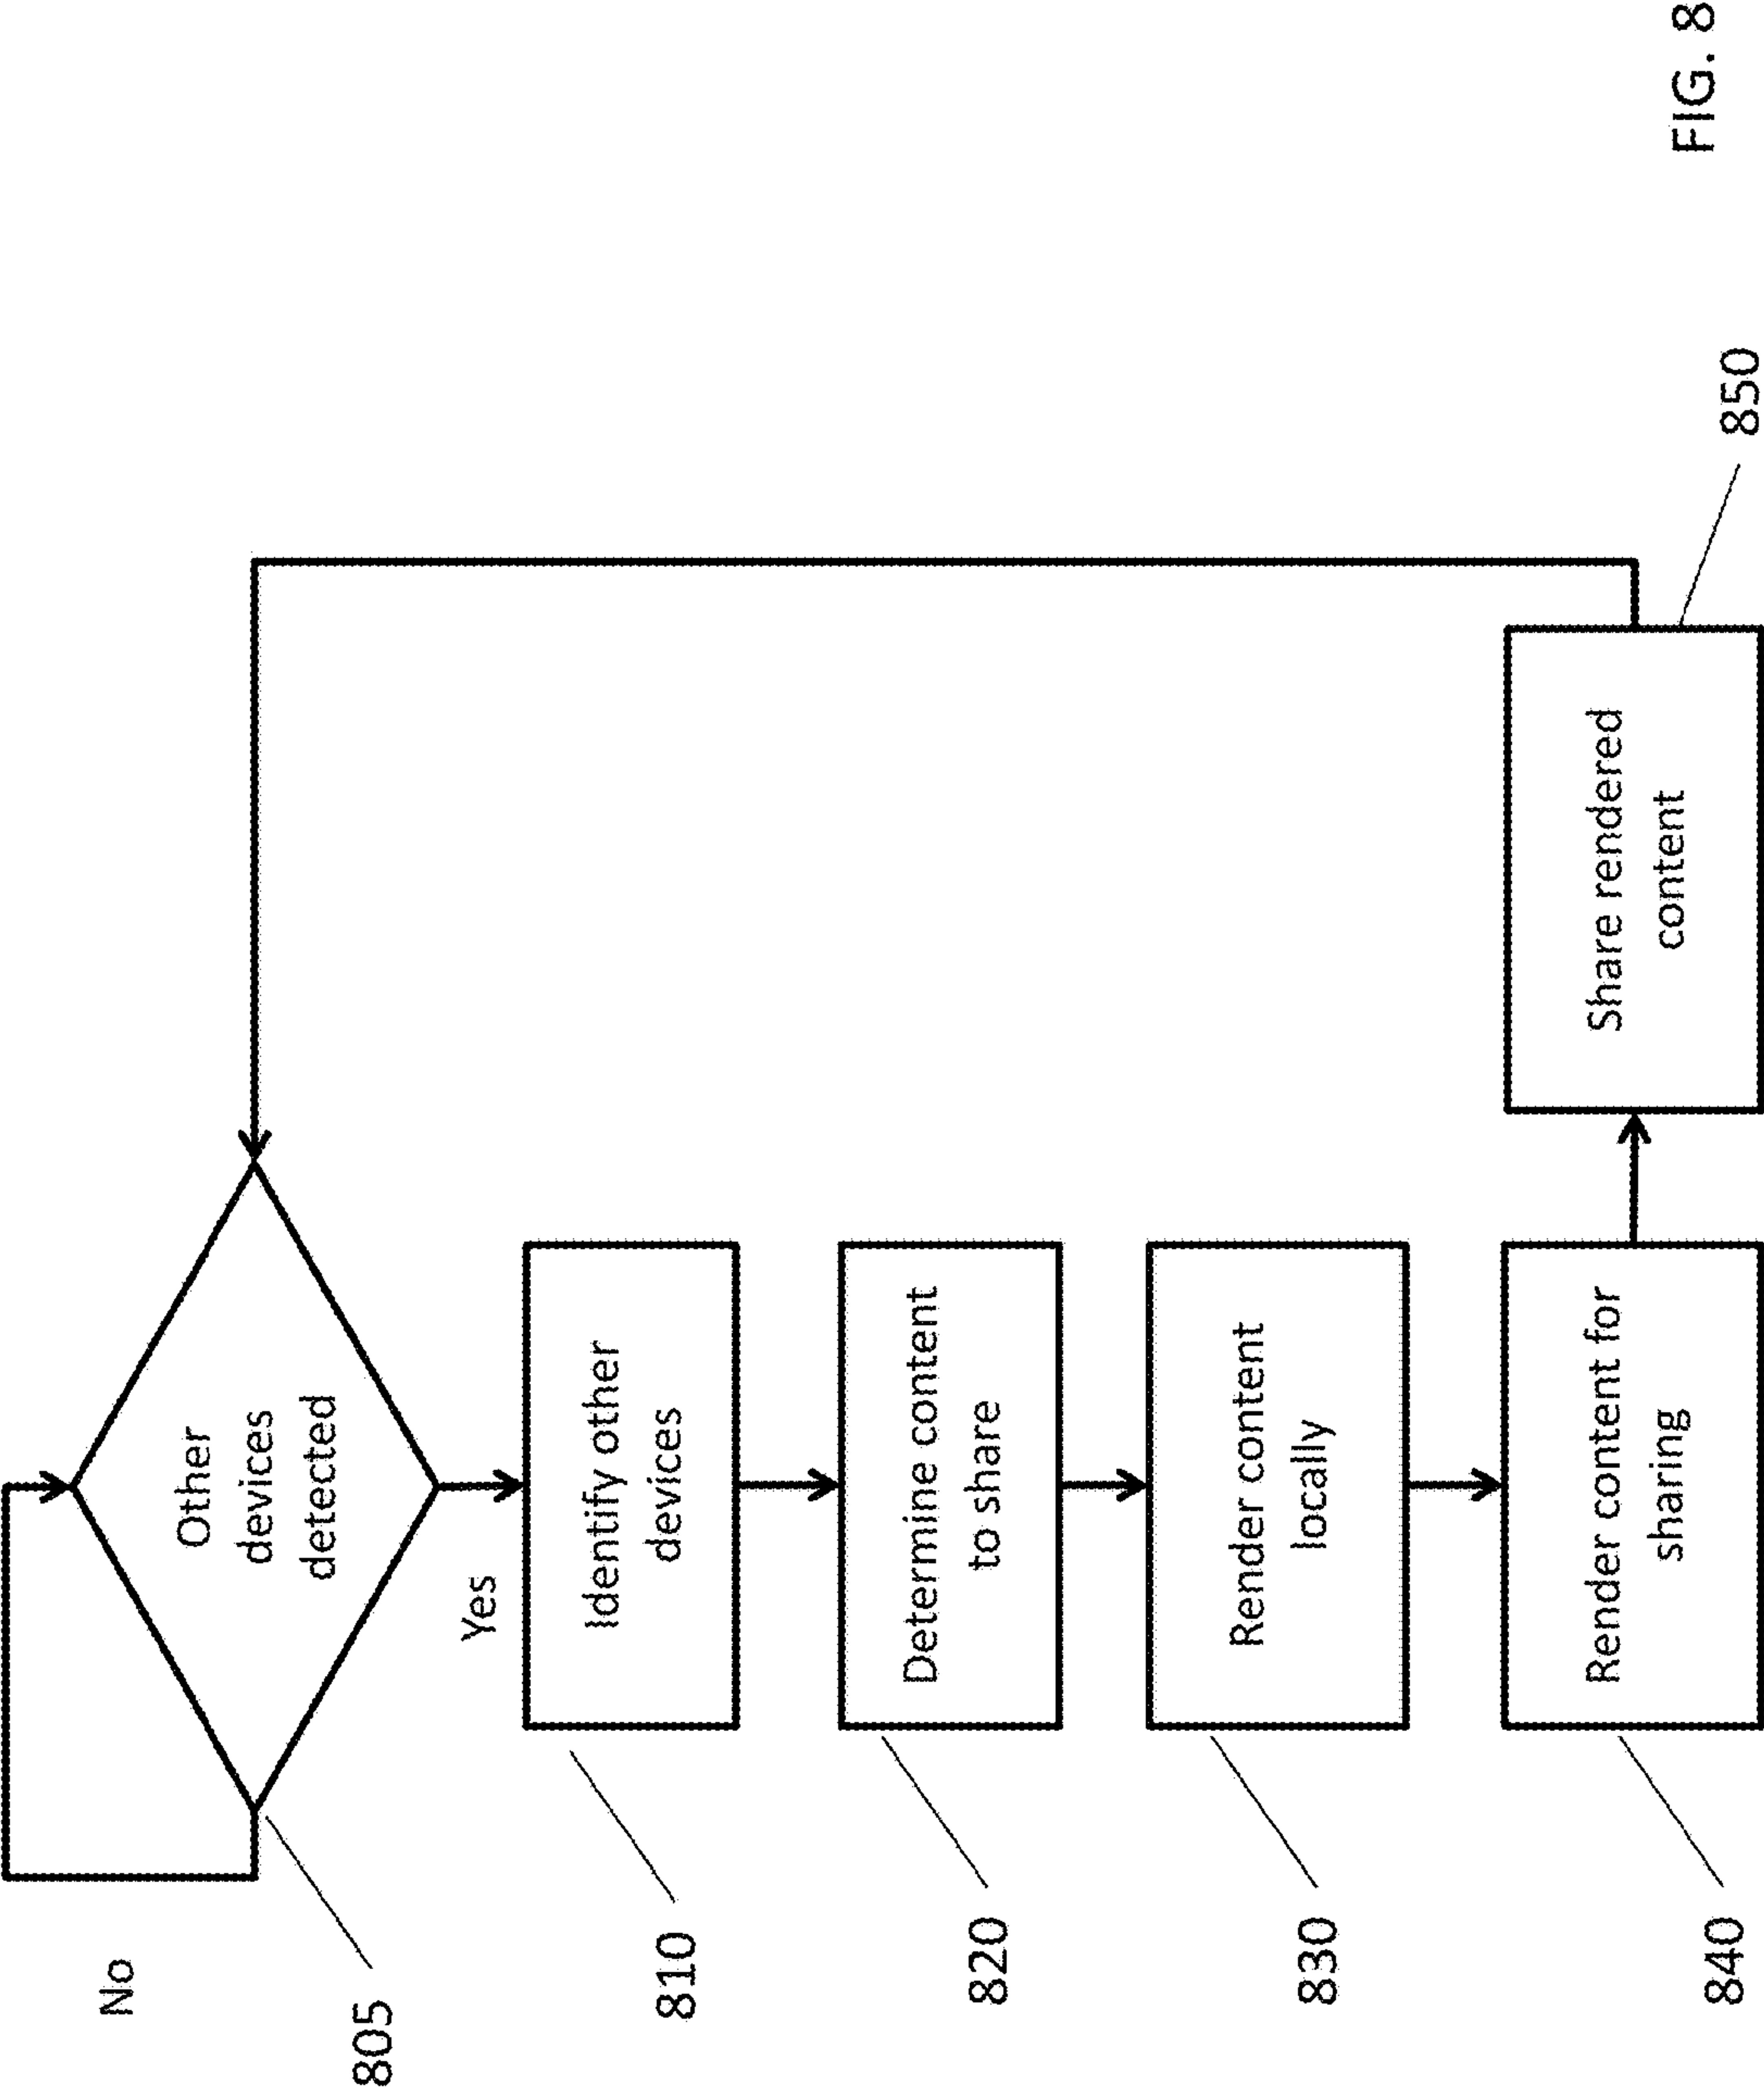 No
805
Other
devices
detected
Yes
810
Identify other
devices
820
Determine content
to share
830
Render content
locally
840
Render content for
sharing
Share rendered
content
850
FIG. 8